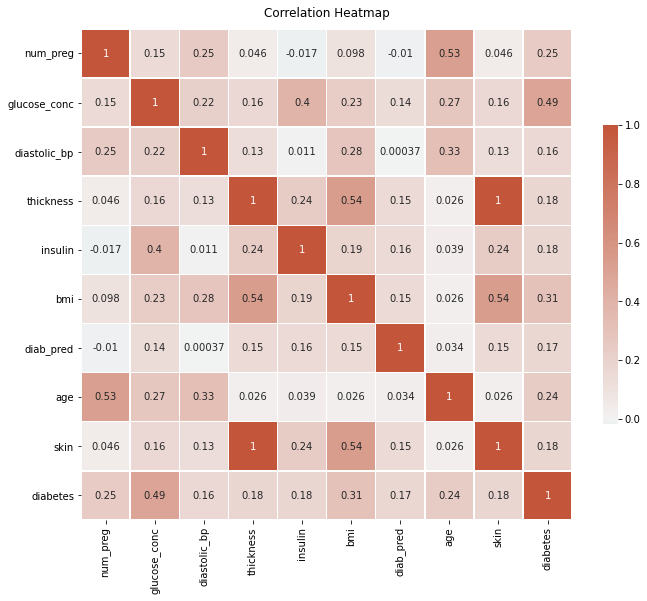 Correlation Heatmap
num_preg 1 0.15 0.25 0.046 -0.017 0.098 -0.01 0.53 0.046 0.25
glucose_conc 0.15 1 0.22 0.16 0.4 0.23 0.14 0.27 0.16 0.49
diastolic_bp 0.25 0.22 1 0.13 0.011 0.28 0.00037 0.33 0.13 0.16
thickness 0.046 0.16 0.13 1 0.24 0.54 0.15 0.026 1 0.18
insulin -0.017 0.4 0.011 0.24 1 0.19 0.16 0.039 0.24 0.18
bmi 0.098 0.23 0.28 0.54 0.19 1 0.15 0.026 0.54 0.31
diab_pred -0.01 0.14 0.00037 0.15 0.16 0.15 1 0.034 0.15 0.17
age 0.53 0.27 0.33 0.026 0.039 0.026 0.034 1 0.026 0.24
skin 0.046 0.16 0.13 1 0.24 0.54 0.15 0.026 1 0.18
diabetes 0.25 0.49 0.16 0.18 0.18 0.31 0.17 0.24 0.18 1
num_preg
glucose_conc
diastolic_bp
thickness
insulin
bmi
diab_pred
age
skin
diabetes
1.0
0.8
0.6
0.4
0.2
0.0